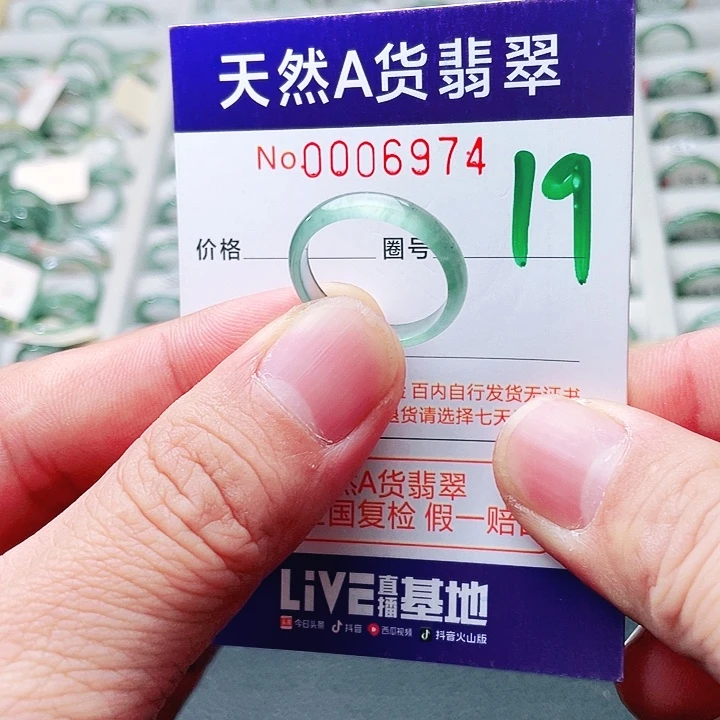 天然A货翡翠
No.0006974
19
价格 圈号
百内自行发货无证书
货请选择七天
A货翡翠
国复检 假一赔
LiVE直播基地
今日头条 抖音 西瓜视频 抖音火山版